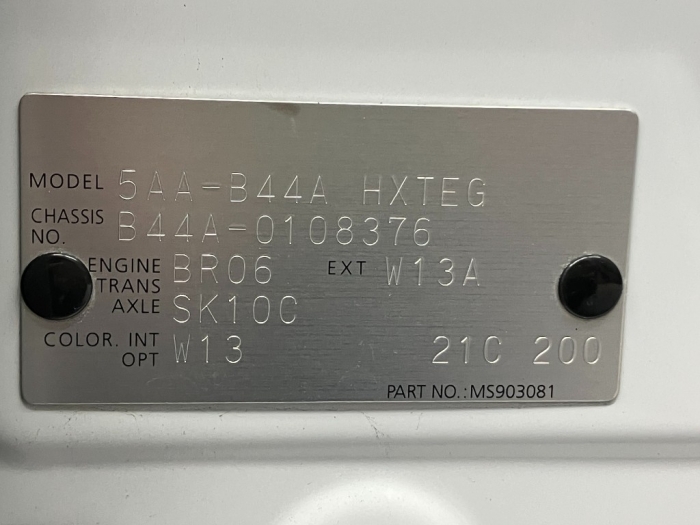 MODEL 5AA-B44A HXTEG
CHASSIS NO. B44A-0108376
ENGINE BR06 EXT W13A
TRANS AXLE SK10C
COLOR. INT OPT W13 21C 200
PART NO.:MS903081